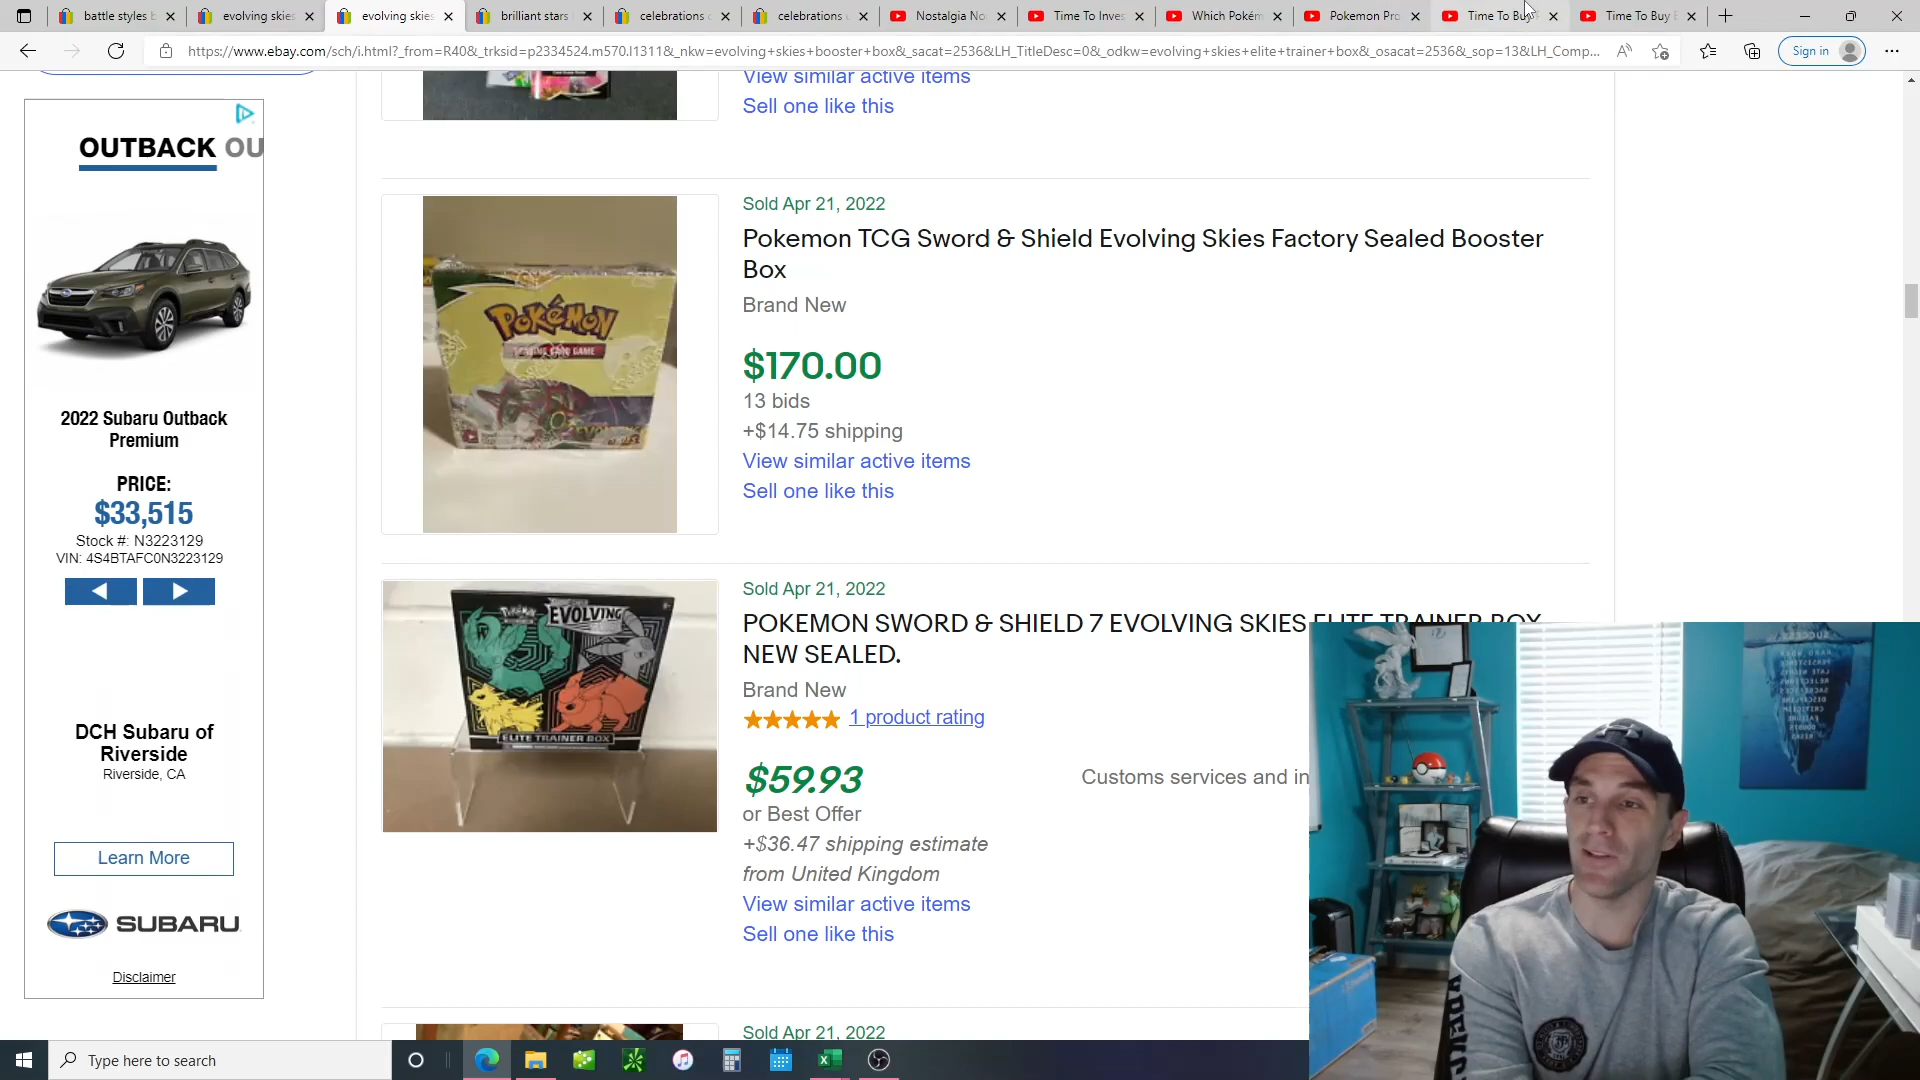 battle styles b
evolving skies
evolving skies
brilliant stars
celebrations c
celebrations u
Nostalgia No
Time To Inves
Which Pokém
Pokemon Pro
Time To Buy
Time To Buy
https://www.ebay.com/sch/i.html?_from=R40&_trksid=p2334524.m570.l1311&_nkw=evolving+skies+booster+box&_sacat=2536&LH_TitleDesc=0&_odkw=evolving+skies+elite+trainer+box&_osacat=2536&_sop=13&LH_Comp...
Sign in
View similar active items
Sell one like this
OUTBACK OU
2022 Subaru Outback
Premium
PRICE:
$33,515
Stock #: N3223129
VIN: 4S4BTAFC0N3223129
DCH Subaru of
Riverside
Riverside, CA
Learn More
SUBARU
Disclaimer
Sold Apr 21, 2022
Pokemon TCG Sword & Shield Evolving Skies Factory Sealed Booster
Box
Brand New
$170.00
13 bids
+$14.75 shipping
View similar active items
Sell one like this
POKÉMON
TRADING CARD GAME
Sold Apr 21, 2022
POKEMON SWORD & SHIELD 7 EVOLVING SKIES ELITE TRAINER BOX
NEW SEALED.
Brand New
1 product rating
$59.93
or Best Offer
+$36.47 shipping estimate
from United Kingdom
View similar active items
Sell one like this
Customs services and in
EVOLVING
ELITE TRAINER BOX
Sold Apr 21, 2022
Type here to search